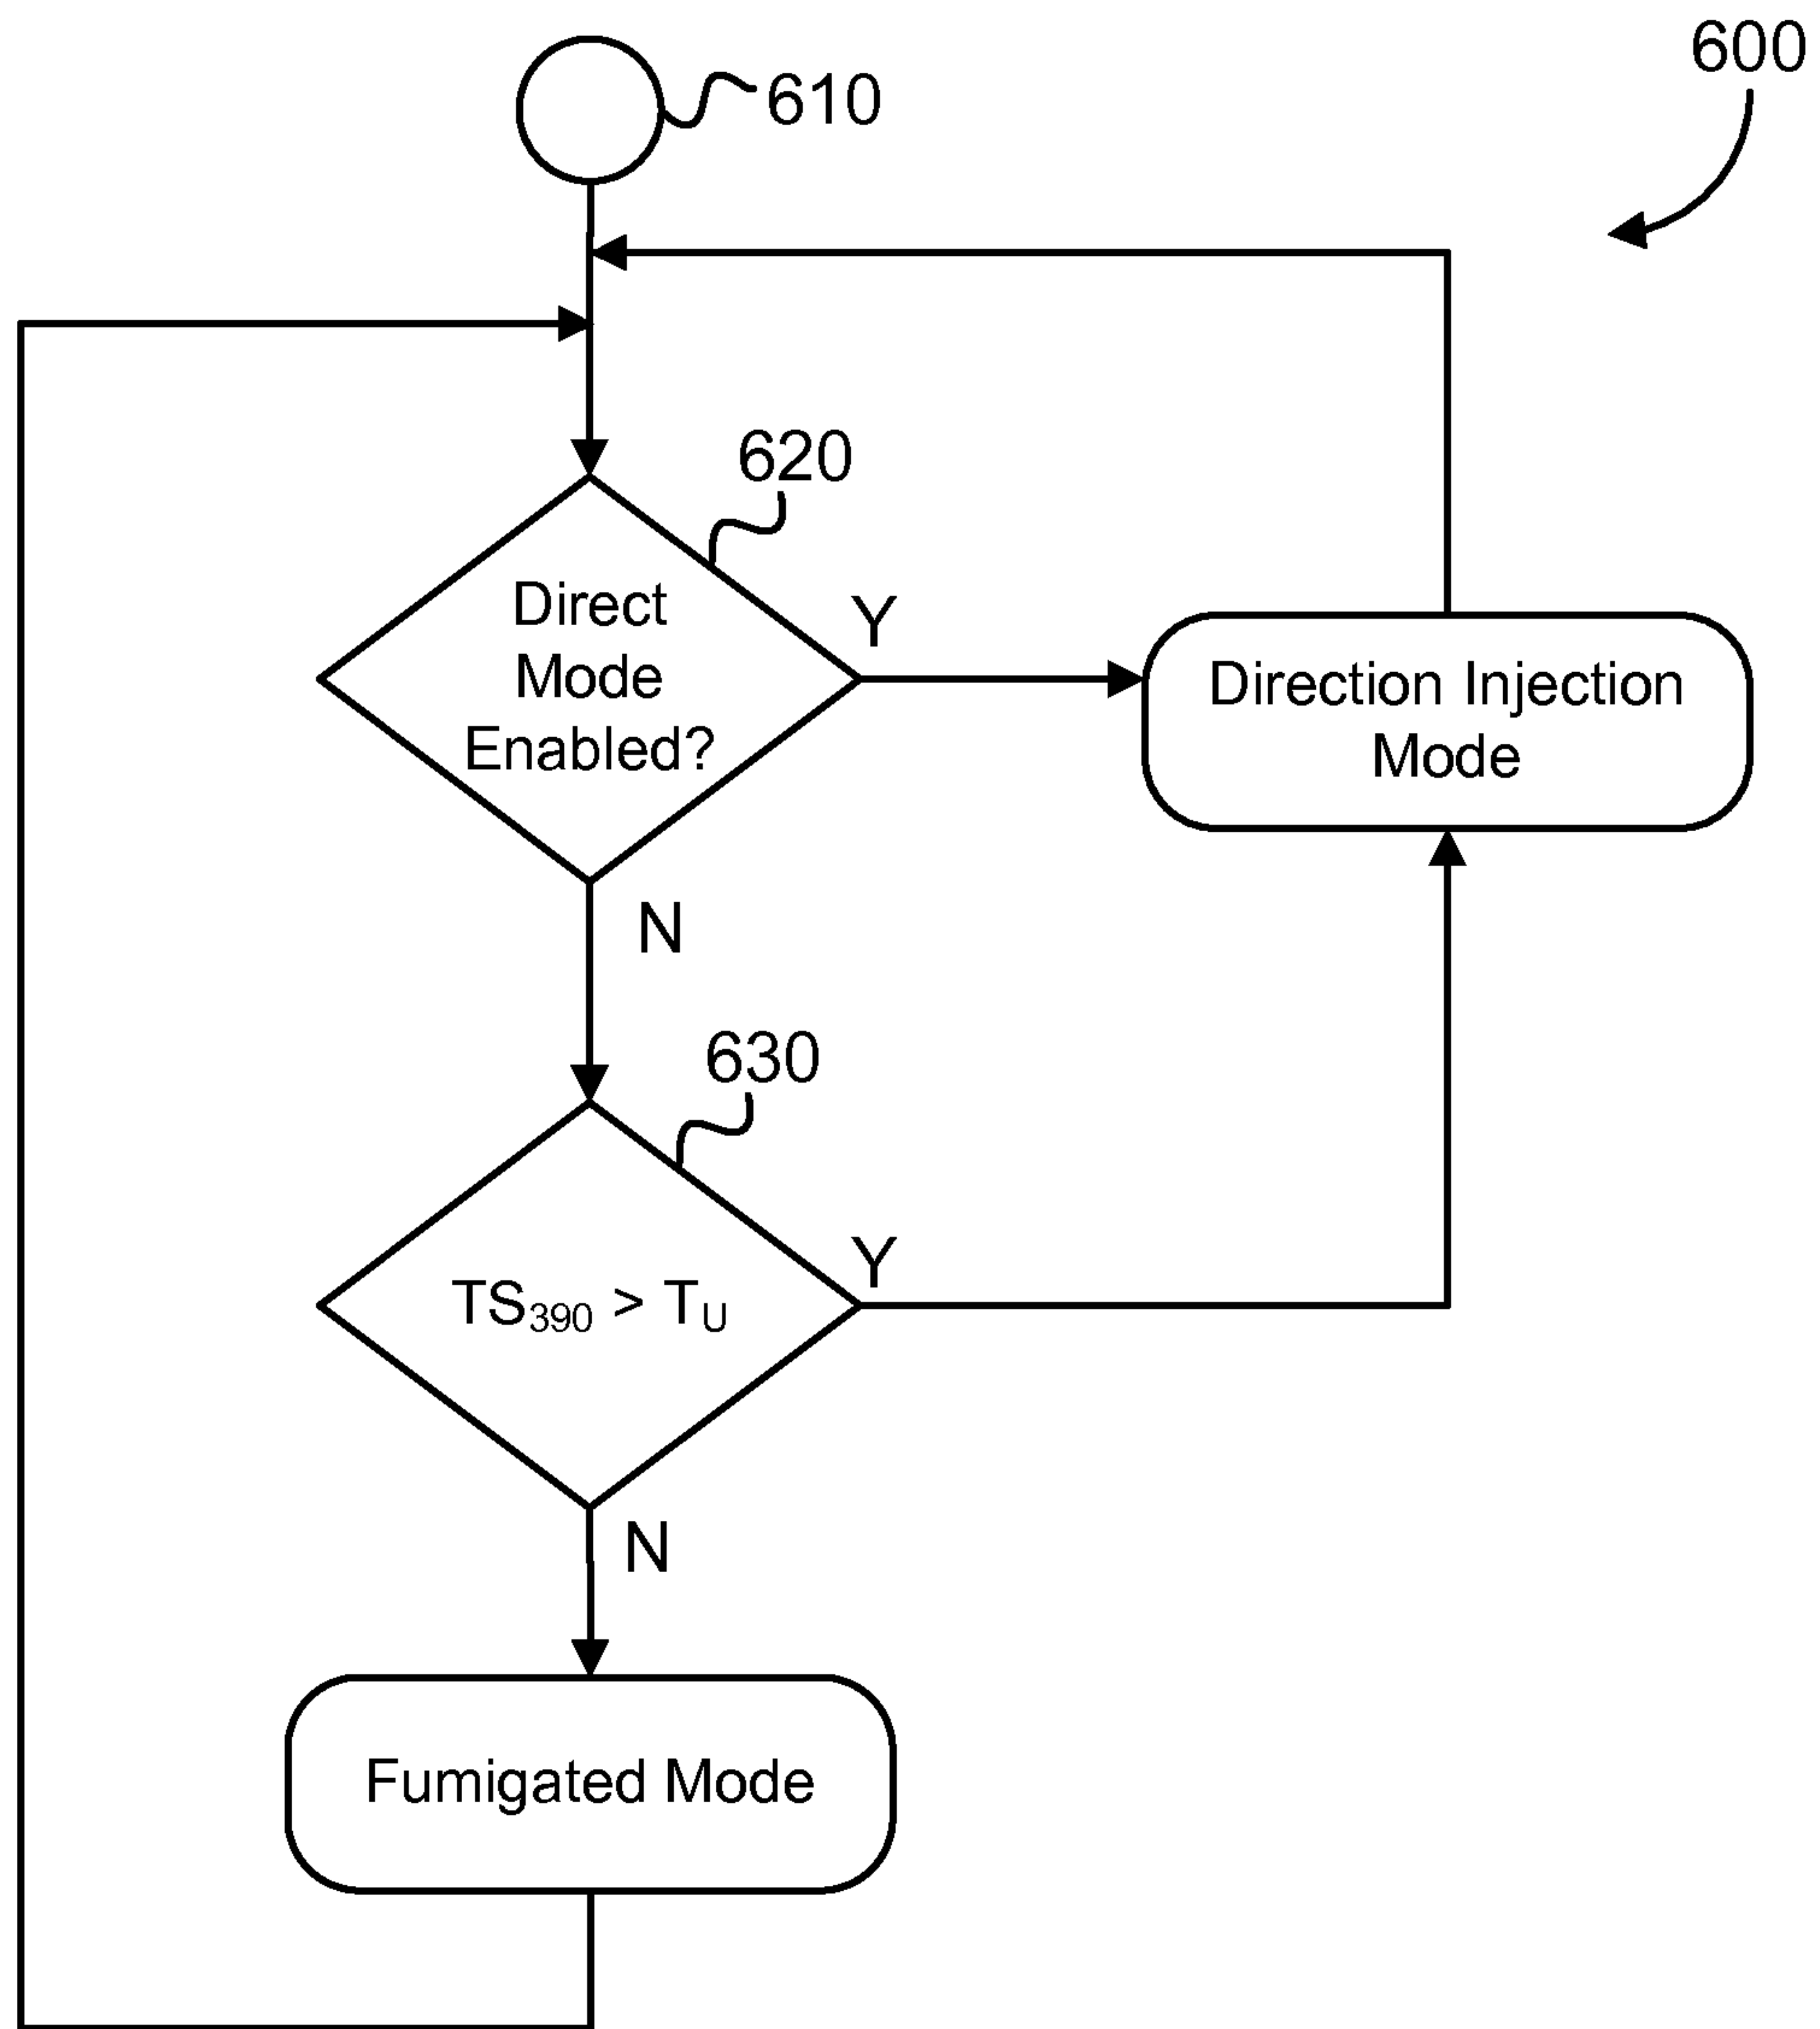 600
610
620
Direct
Mode
Enabled?
Y
Direction Injection
Mode
N
630
TS₃₉₀ > Tᵤ
Y
N
Fumigated Mode